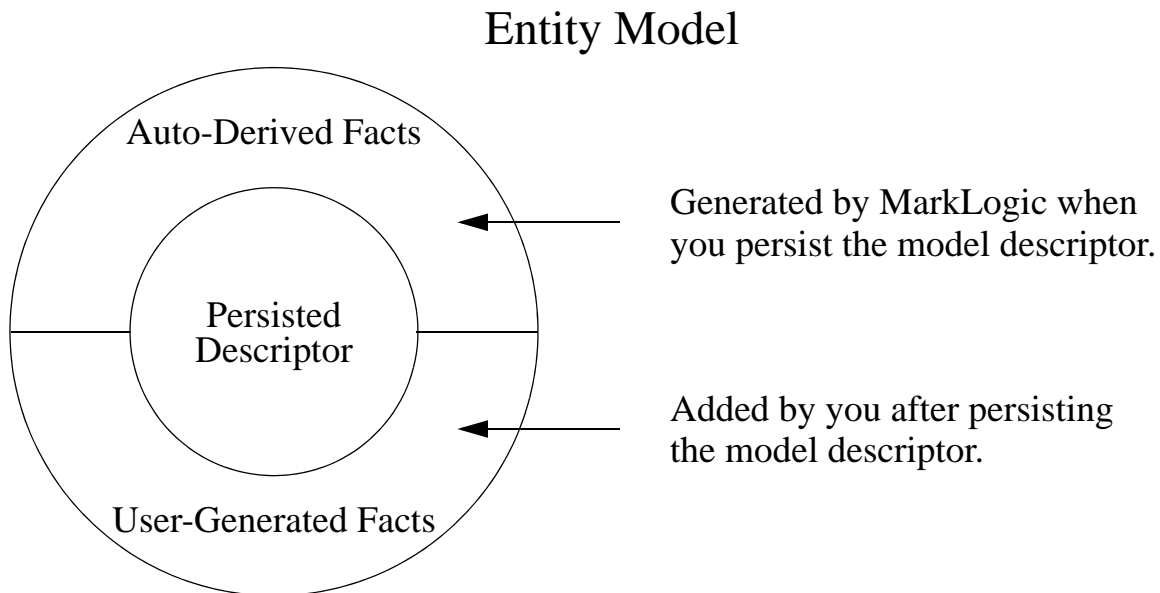 Entity Model
Auto-Derived Facts
Generated by MarkLogic when
you persist the model descriptor.
Persisted
Descriptor
Added by you after persisting
the model descriptor.
User-Generated Facts